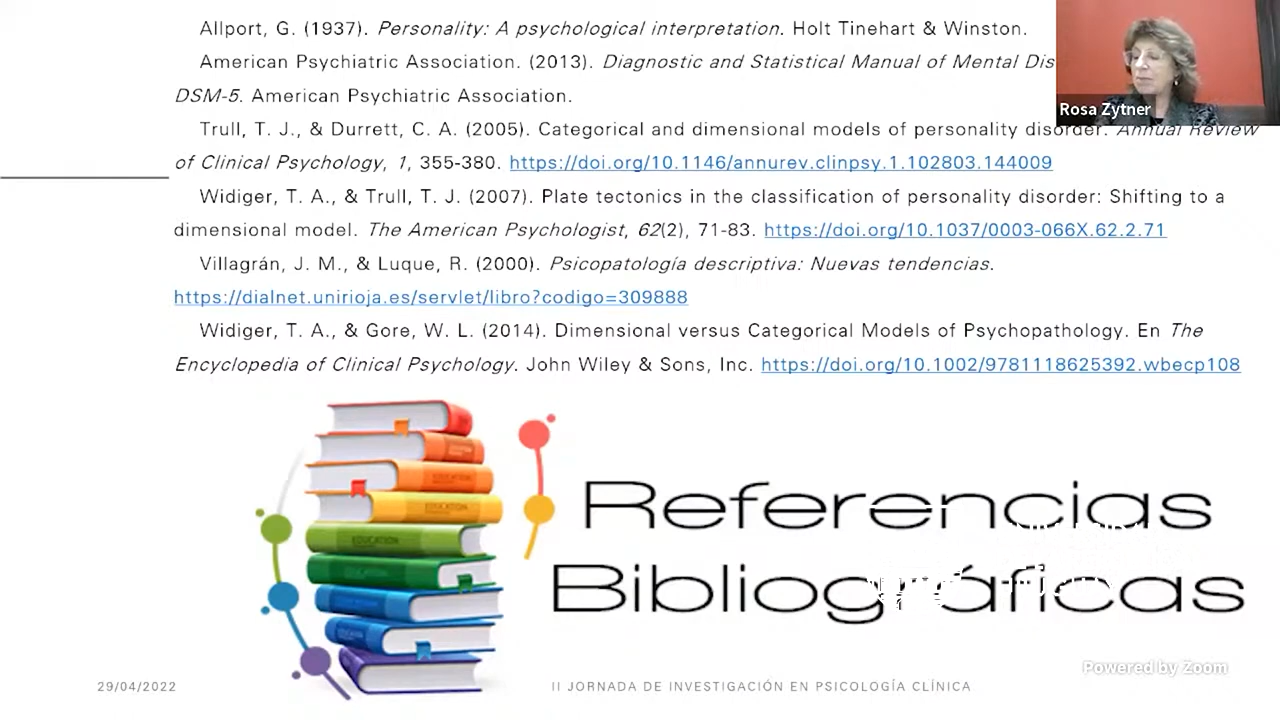 Allport, G. (1937). Personality: A psychological interpretation. Holt Tinehart & Winston.
American Psychiatric Association. (2013). Diagnostic and Statistical Manual of Mental Dis
DSM-5. American Psychiatric Association.
Rosa Zytner
Trull, T. J., & Durrett, C. A. (2005). Categorical and dimensional models of personality disorder. Annual Review
of Clinical Psychology, 1, 355-380. https://doi.org/10.1146/annurev.clinpsy.1.102803.144009
Widiger, T. A., & Trull, T. J. (2007). Plate tectonics in the classification of personality disorder: Shifting to a
dimensional model. The American Psychologist, 62(2), 71-83. https://doi.org/10.1037/0003-066X.62.2.71
Villagrán, J. M., & Luque, R. (2000). Psicopatología descriptiva: Nuevas tendencias.
https://dialnet.unirioja.es/servlet/libro?codigo=309888
Widiger, T. A., & Gore, W. L. (2014). Dimensional versus Categorical Models of Psychopathology. En The
Encyclopedia of Clinical Psychology. John Wiley & Sons, Inc. https://doi.org/10.1002/9781118625392.wbecp108
EDUCATION
EDUCATION
EDUCATION
Referencias
Bibliográficas
Powered by Zoom
29/04/2022
II JORNADA DE INVESTIGACIÓN EN PSICOLOGÍA CLÍNICA